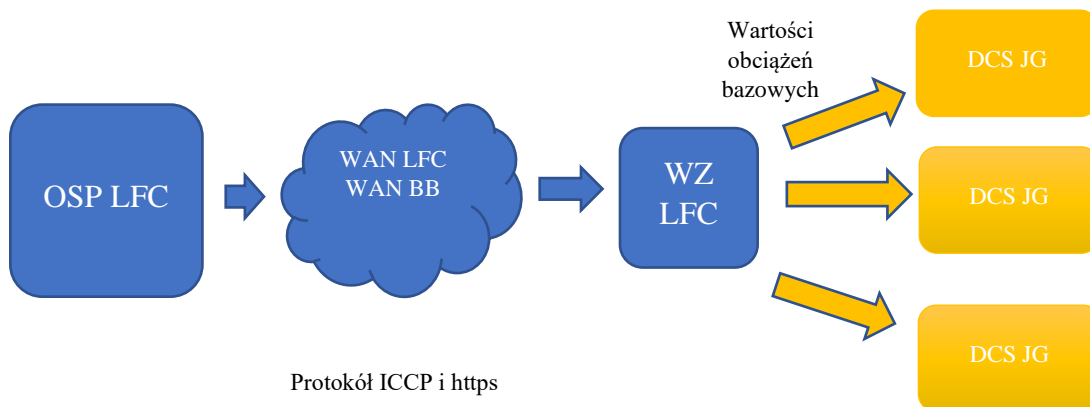 OSP LFC
WAN LFC
WAN BB
WZ
LFC
Wartości
obciążeń
bazowych
DCS JG
DCS JG
DCS JG
Protokół ICCP i https